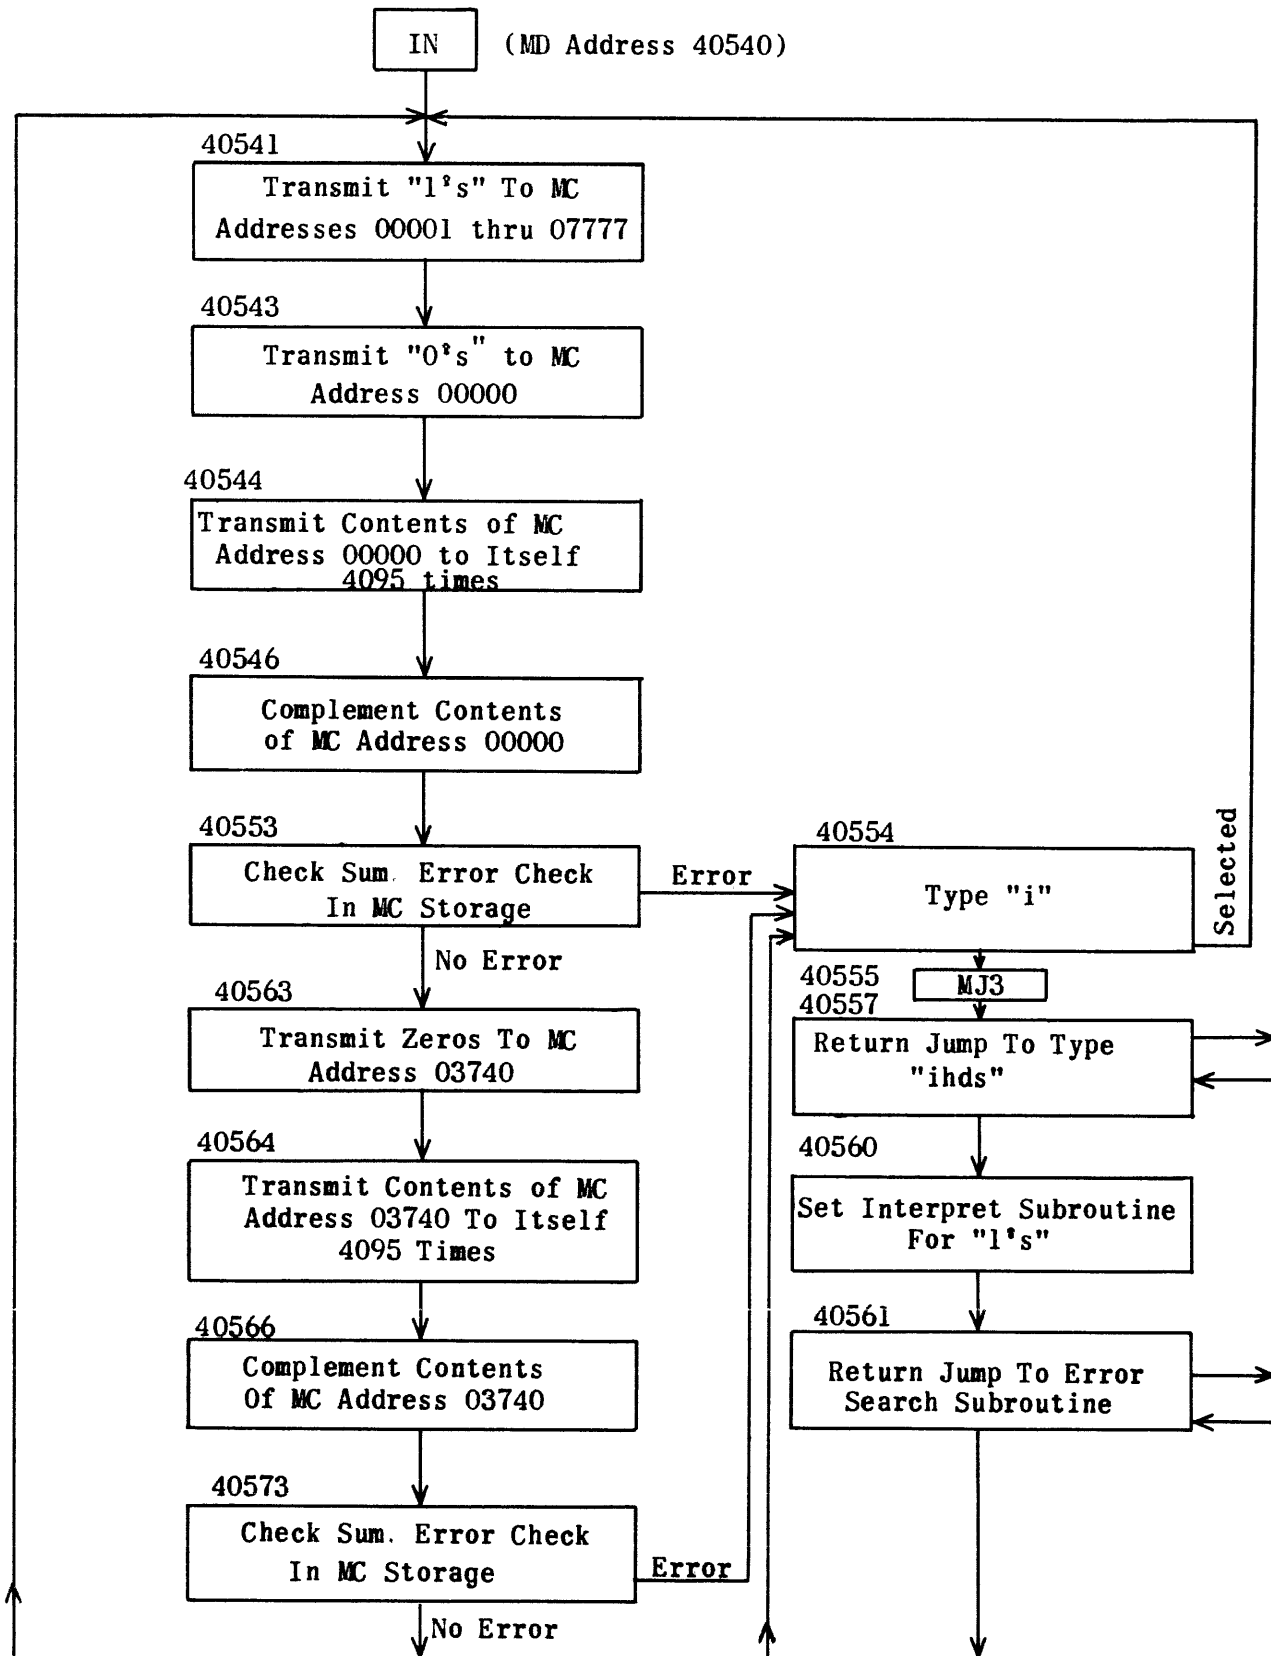 IN (MD Address 40540)
40541
Transmit "1's" To MC
Addresses 00001 thru 07777
40543
Transmit "0's" to MC
Address 00000
40544
Transmit Contents of MC
Address 00000 to Itself
4095 times
40546
Complement Contents
of MC Address 00000
40553
Check Sum. Error Check
In MC Storage
Error
No Error
40554
Type "i"
Selected
40555
MJ3
40557
Return Jump To Type
"ihds"
40560
Set Interpret Subroutine
For "1's"
40561
Return Jump To Error
Search Subroutine
40563
Transmit Zeros To MC
Address 03740
40564
Transmit Contents of MC
Address 03740 To Itself
4095 Times
40566
Complement Contents
Of MC Address 03740
40573
Check Sum. Error Check
In MC Storage
Error
No Error